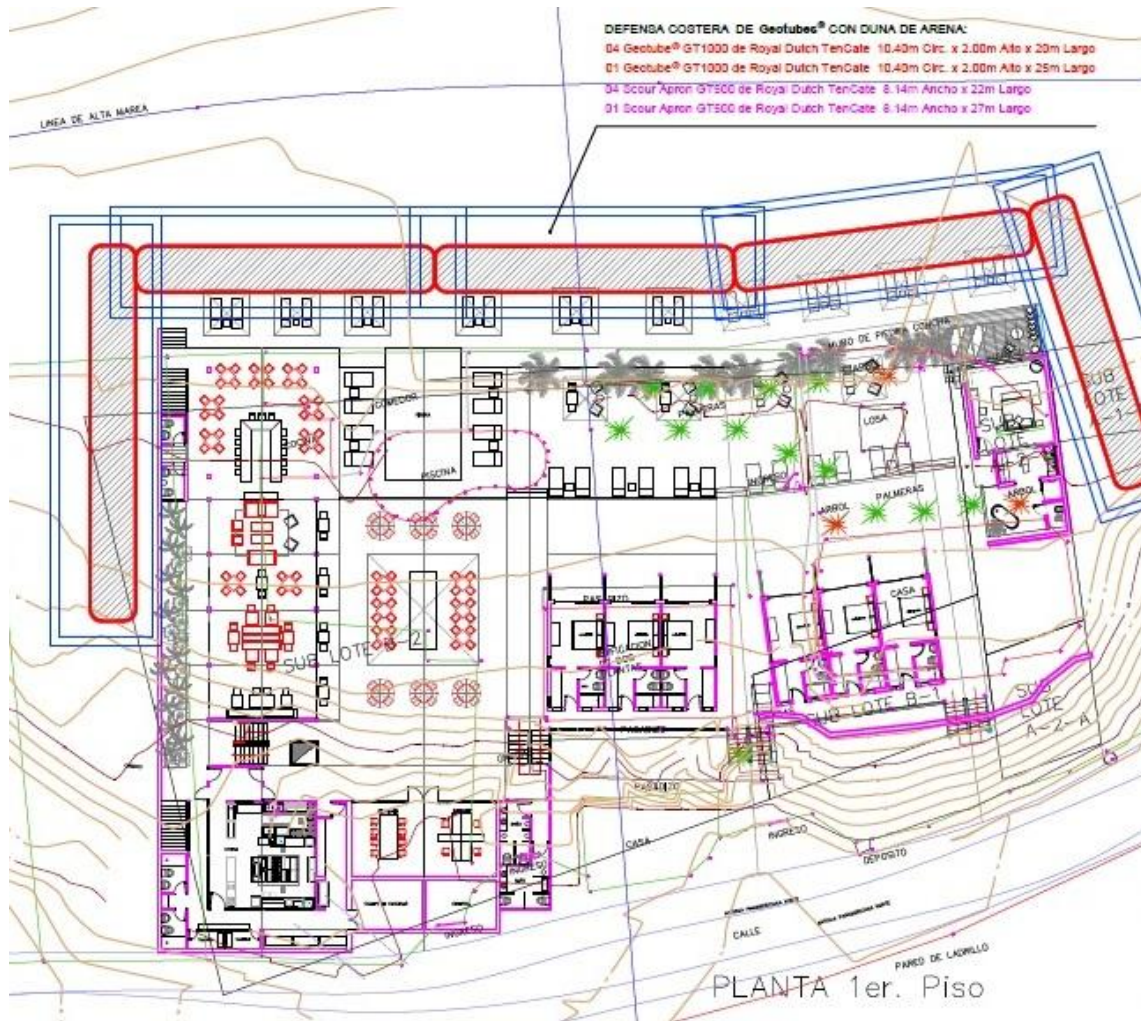 DEFENSA COSTERA DE Geotubes® CON DUNA DE ARENA:
04 Geotube® GT1000 de Royal Dutch TenCate 10.40m Circ. x 2.00m Alto x 20m Largo
01 Geotube® GT1000 de Royal Dutch TenCate 10.40m Circ. x 2.00m Alto x 25m Largo
04 Scour Apron GT500 de Royal Dutch TenCate 8.14m Ancho x 22m Largo
01 Scour Apron GT500 de Royal Dutch TenCate 8.14m Ancho x 27m Largo
LINEA DE ALTA MAREA
MURO DE PIEDRA CONCHA
COMEDOR
PALMERAS
LOSA
SUB LOTE
COCINA
PISCINA
INGRESO
ARBOL
PALMERAS
ARBOL
PASADIZO
CASA
SUB LOTE
SUB LOTE B-1
SUB LOTE A-2-A
PASADIZO
CASA
INGRESO
DEPOSITO
INGRESO
INGRESO
CALLE
PARED DE LADRILLO
PLANTA 1er. Piso